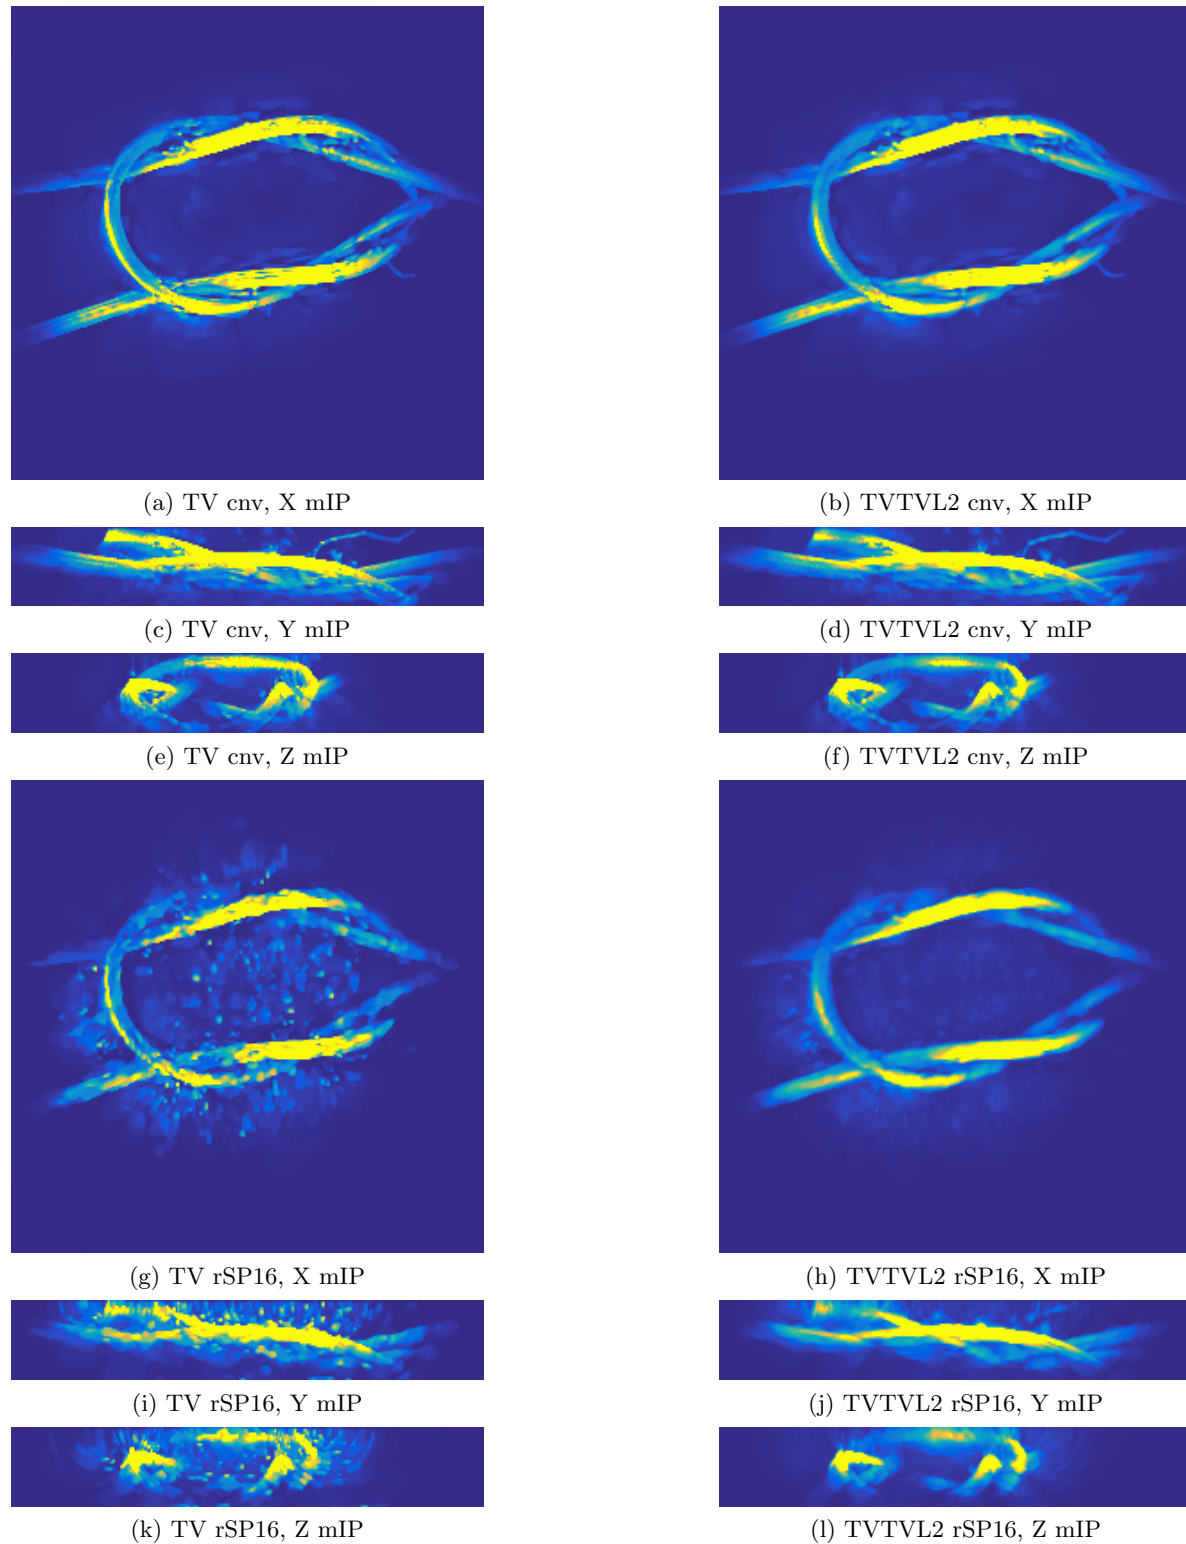 (a) TV cnv, X mIP
(b) TVTVL2 cnv, X mIP
(c) TV cnv, Y mIP
(d) TVTVL2 cnv, Y mIP
(e) TV cnv, Z mIP
(f) TVTVL2 cnv, Z mIP
(g) TV rSP16, X mIP
(h) TVTVL2 rSP16, X mIP
(i) TV rSP16, Y mIP
(j) TVTVL2 rSP16, Y mIP
(k) TV rSP16, Z mIP
(l) TVTVL2 rSP16, Z mIP